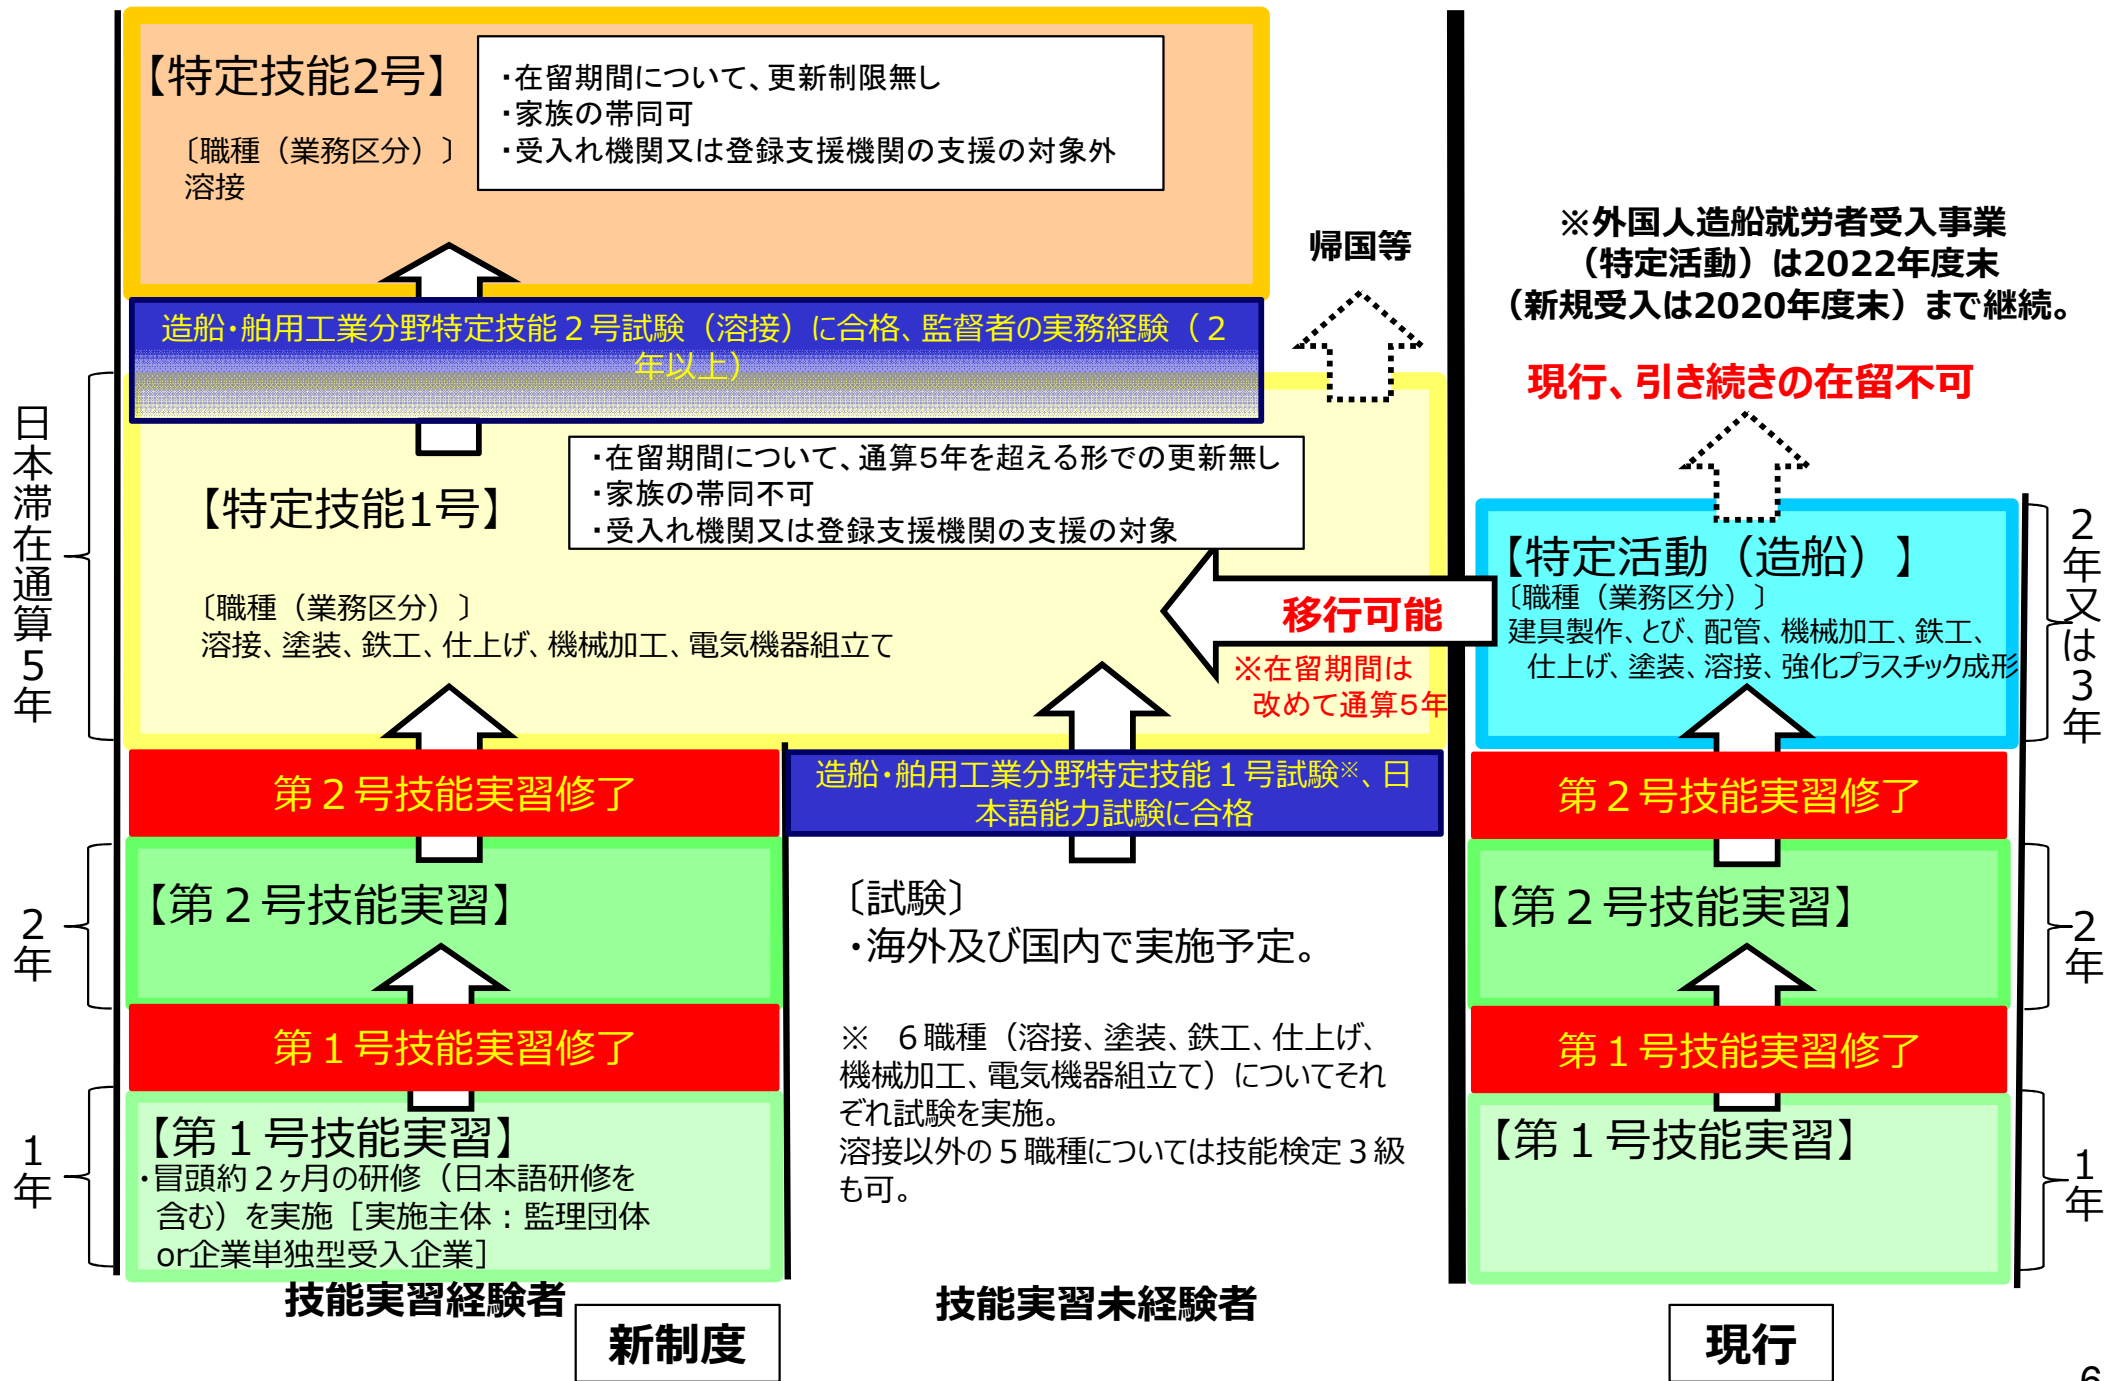 【特定技能2号】
〔職種（業務区分）〕
溶接
・在留期間について、更新制限無し
・家族の帯同可
・受入れ機関又は登録支援機関の支援の対象外
造船・舶用工業分野特定技能２号試験（溶接）に合格、監督者の実務経験（２
年以上）
帰国等
日本滞在通算５年
【特定技能1号】
・在留期間について、通算5年を超える形での更新無し
・家族の帯同不可
・受入れ機関又は登録支援機関の支援の対象
〔職種（業務区分）〕
溶接、塗装、鉄工、仕上げ、機械加工、電気機器組立て
移行可能
※在留期間は
改めて通算5年
第２号技能実習修了
造船・舶用工業分野特定技能１号試験※、日
本語能力試験に合格
2年
【第２号技能実習】
第１号技能実習修了
1年
【第１号技能実習】
・冒頭約２ヶ月の研修（日本語研修を
含む）を実施［実施主体：監理団体
or企業単独型受入企業］
〔試験〕
・海外及び国内で実施予定。
※　６職種（溶接、塗装、鉄工、仕上げ、
機械加工、電気機器組立て）についてそれ
ぞれ試験を実施。
溶接以外の５職種については技能検定３級
も可。
技能実習経験者
技能実習未経験者
新制度
※外国人造船就労者受入事業
（特定活動）は2022年度末
（新規受入は2020年度末）まで継続。
現行、引き続きの在留不可
【特定活動（造船）】
〔職種（業務区分）〕
建具製作、とび、配管、機械加工、鉄工、
仕上げ、塗装、溶接、強化プラスチック成形
2年又は3年
第２号技能実習修了
【第２号技能実習】
2年
第１号技能実習修了
【第１号技能実習】
1年
現行
6